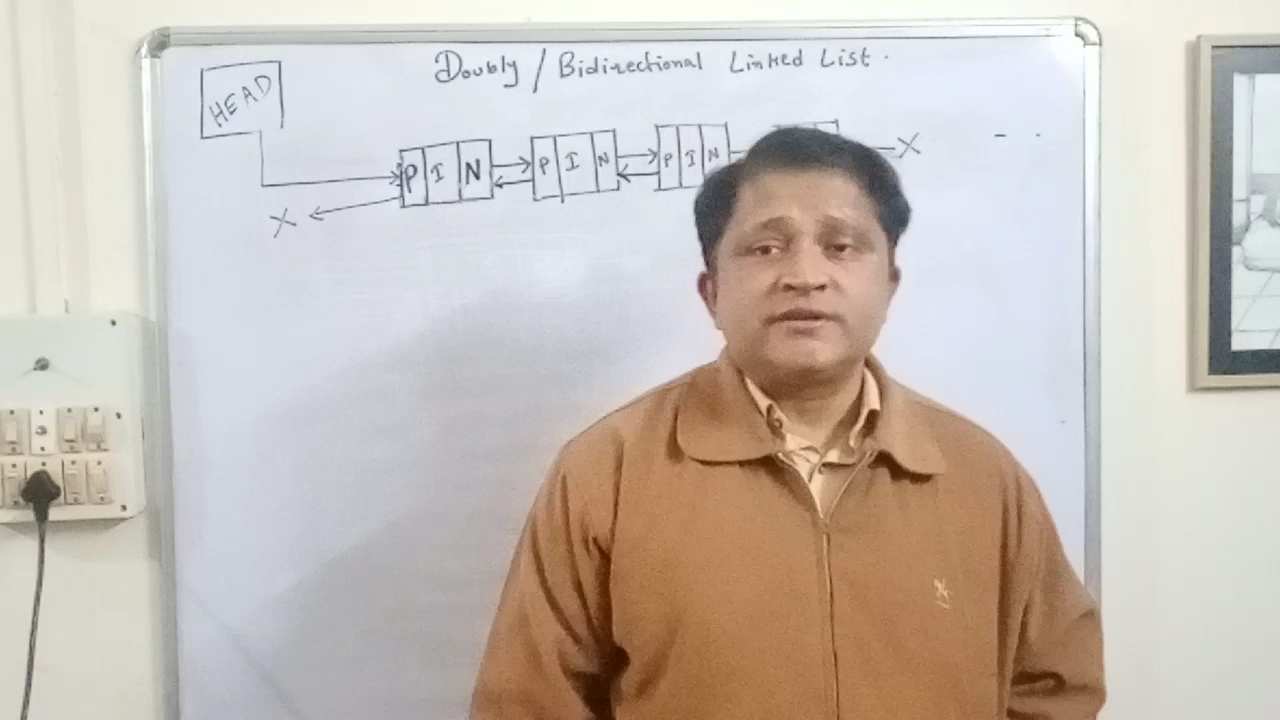 Doubly / Bidirectional Linked List.
HEAD
P I N P I N P I N X
X